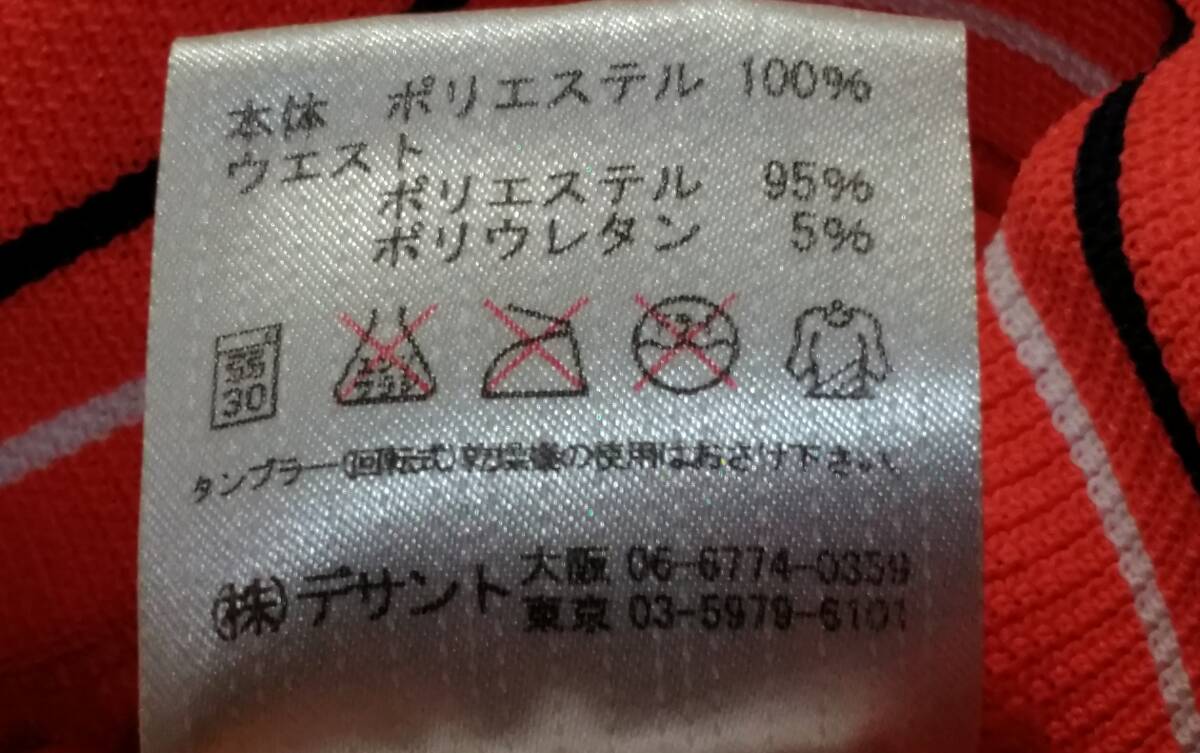 本体 ポリエステル 100%
ウエスト
ポリエステル 95%
ポリウレタン 5%
30
タンブラー(回転式)乾燥機の使用はおさけ下さい
(株)デサント 大阪 06-6774-0359
東京 03-5979-6101